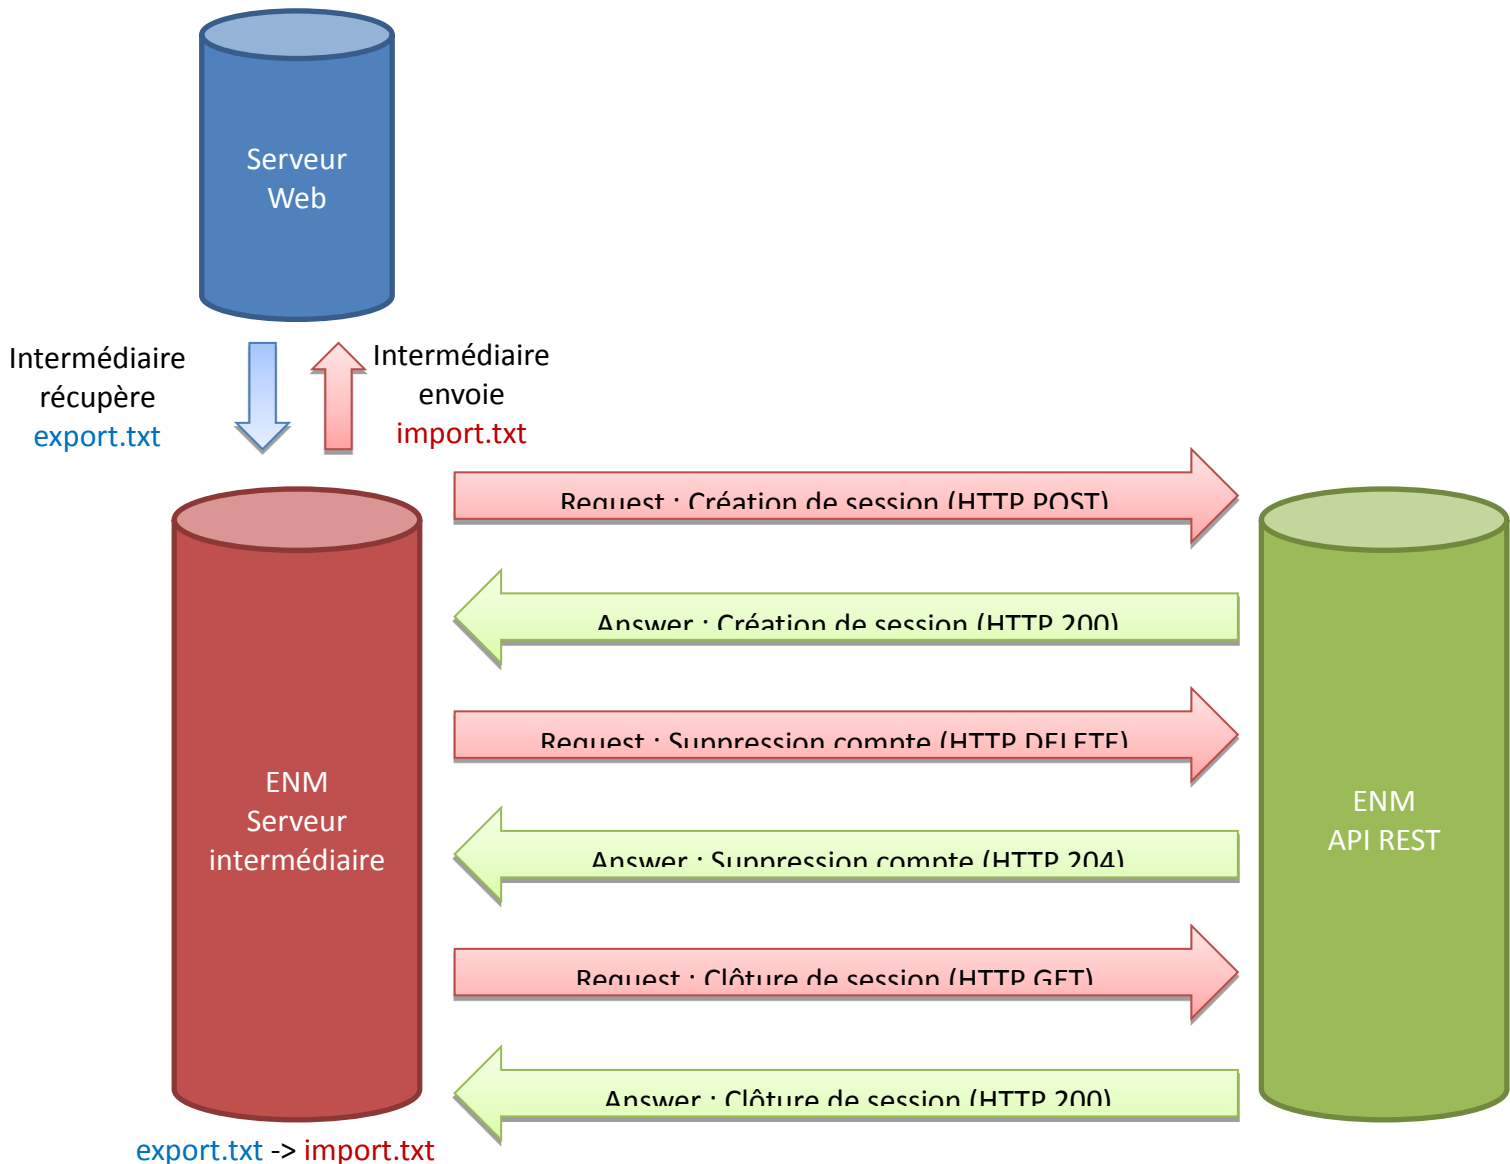 Serveur
Web
Intermédiaire
récupère
export.txt
Intermédiaire
envoie
import.txt
Request : Création de session (HTTP POST)
Answer : Création de session (HTTP 200)
Request : Suppression compte (HTTP DELETE)
Answer : Suppression compte (HTTP 204)
Request : Clôture de session (HTTP GET)
Answer : Clôture de session (HTTP 200)
ENM
Serveur
intermédiaire
ENM
API REST
export.txt -> import.txt